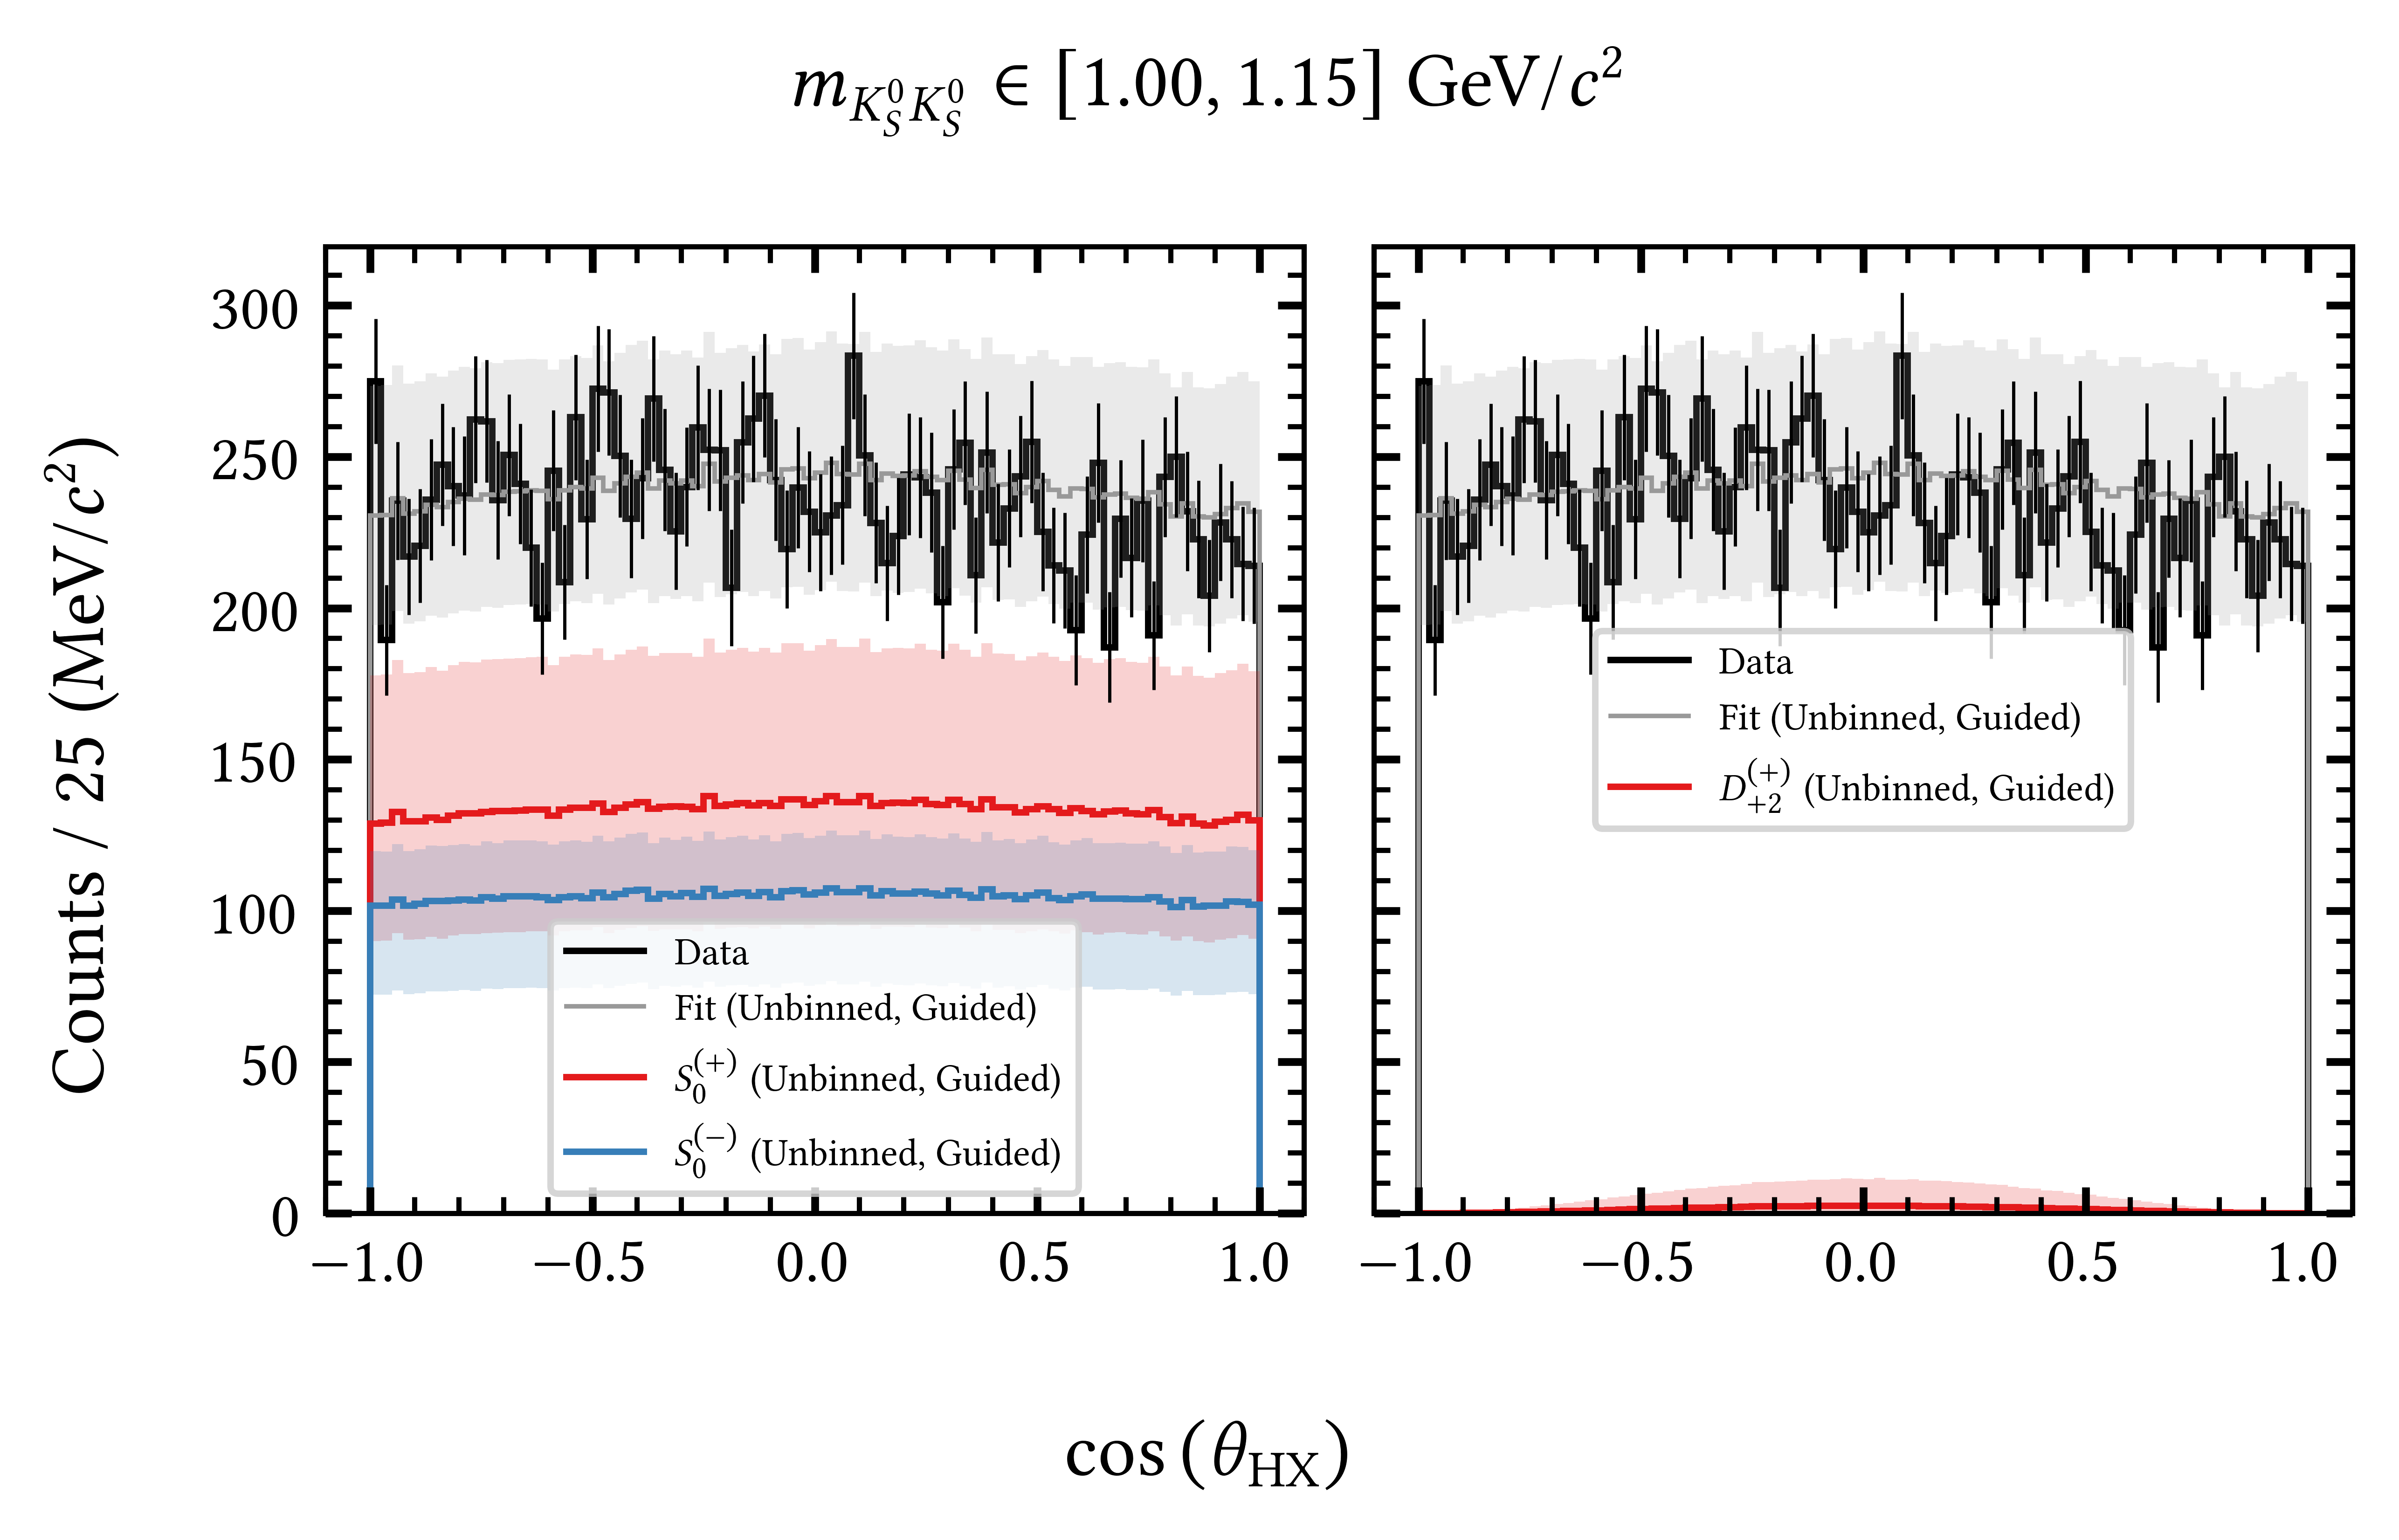 m_{K_S^0 K_S^0} ∈ [1.00, 1.15] GeV/c²
Counts / 25 (MeV/c²)
300
250
200
150
100
50
0
Data
Fit (Unbinned, Guided)
S_0^{(+)} (Unbinned, Guided)
S_0^{(−)} (Unbinned, Guided)
−1.0 −0.5 0.0 0.5 1.0
Data
Fit (Unbinned, Guided)
D_{+2}^{(+)} (Unbinned, Guided)
−1.0 −0.5 0.0 0.5 1.0
cos (θ_HX)